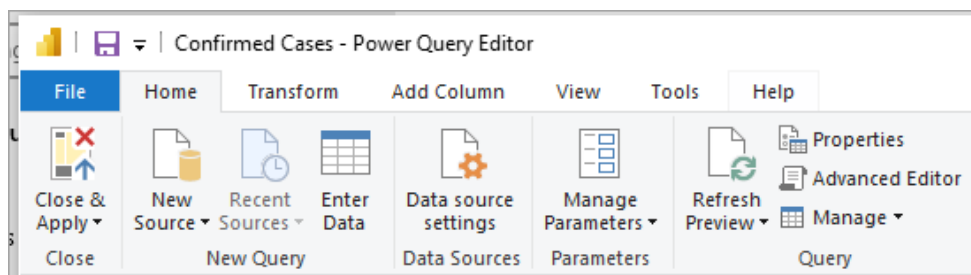 Confirmed Cases - Power Query Editor
File Home Transform Add Column View Tools Help
Close &
Apply
New
Source
Recent
Sources
Enter
Data
Data source
settings
Manage
Parameters
Refresh
Preview
Properties
Advanced Editor
Manage
Close New Query Data Sources Parameters Query